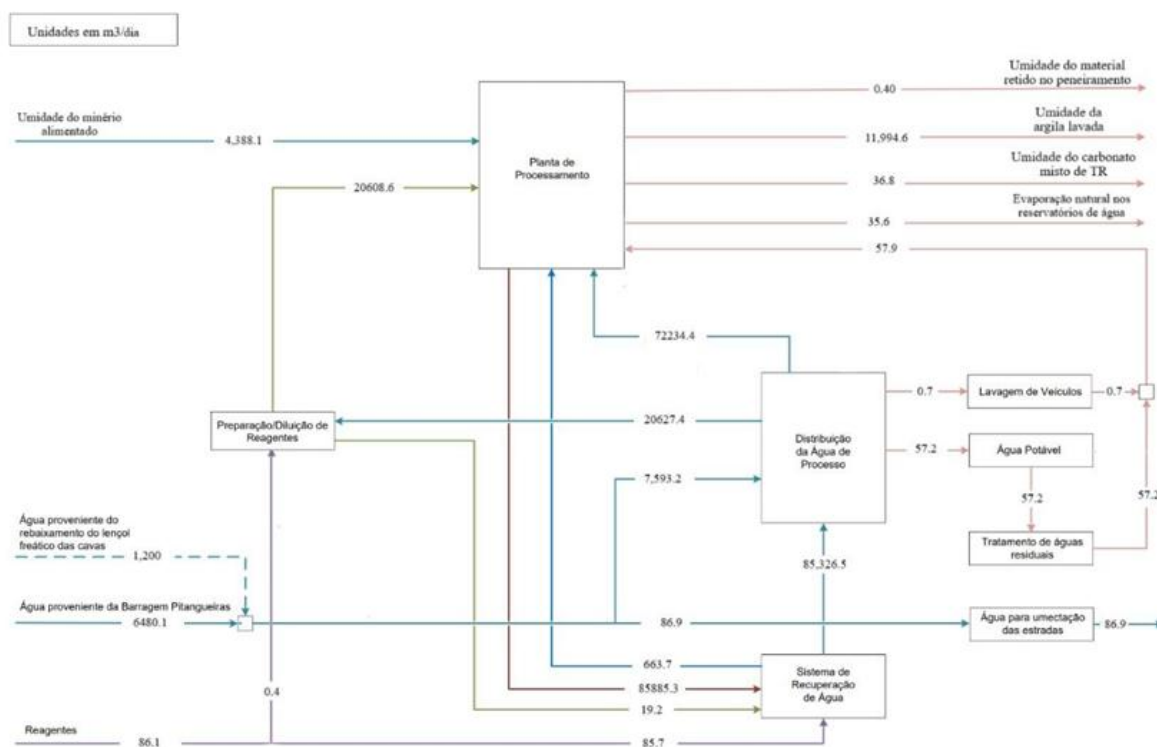 Unidades em m3/dia
Umidade do material
retido no peneiramento
0.40
Umidade do minério
alimentado
4,388.1
Umidade da
argila lavada
11,994.6
Planta de
Processamento
Umidade do carbonato
misto de TR
36.8
20608.6
Evaporação natural nos
reservatórios de água
35.6
57.9
72234.4
0.7
Lavagem de Veículos
0.7
Preparação/Diluição de
Reagentes
20627.4
Distribuição
da Água de
Processo
57.2
Água Potável
7,593.2
57.2
57.2
Água proveniente do
rebaixamento do lençol
freático das cavas
1,200
Tratamento de águas
residuais
85,326.5
Água proveniente da Barragem Pitangueiras
6480.1
86.9
Água para umectação
das estradas
86.9
663.7
Sistema de
Recuperação
de Água
85885.3
0.4
19.2
Reagentes
86.1
85.7